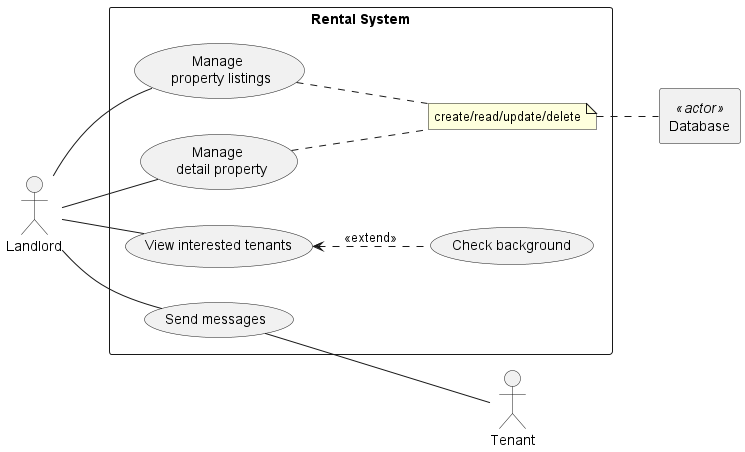 Rental System
Manage
property listings
create/read/update/delete
«actor»
Database
Manage
detail property
Landlord
View interested tenants
«extend»
Check background
Send messages
Tenant